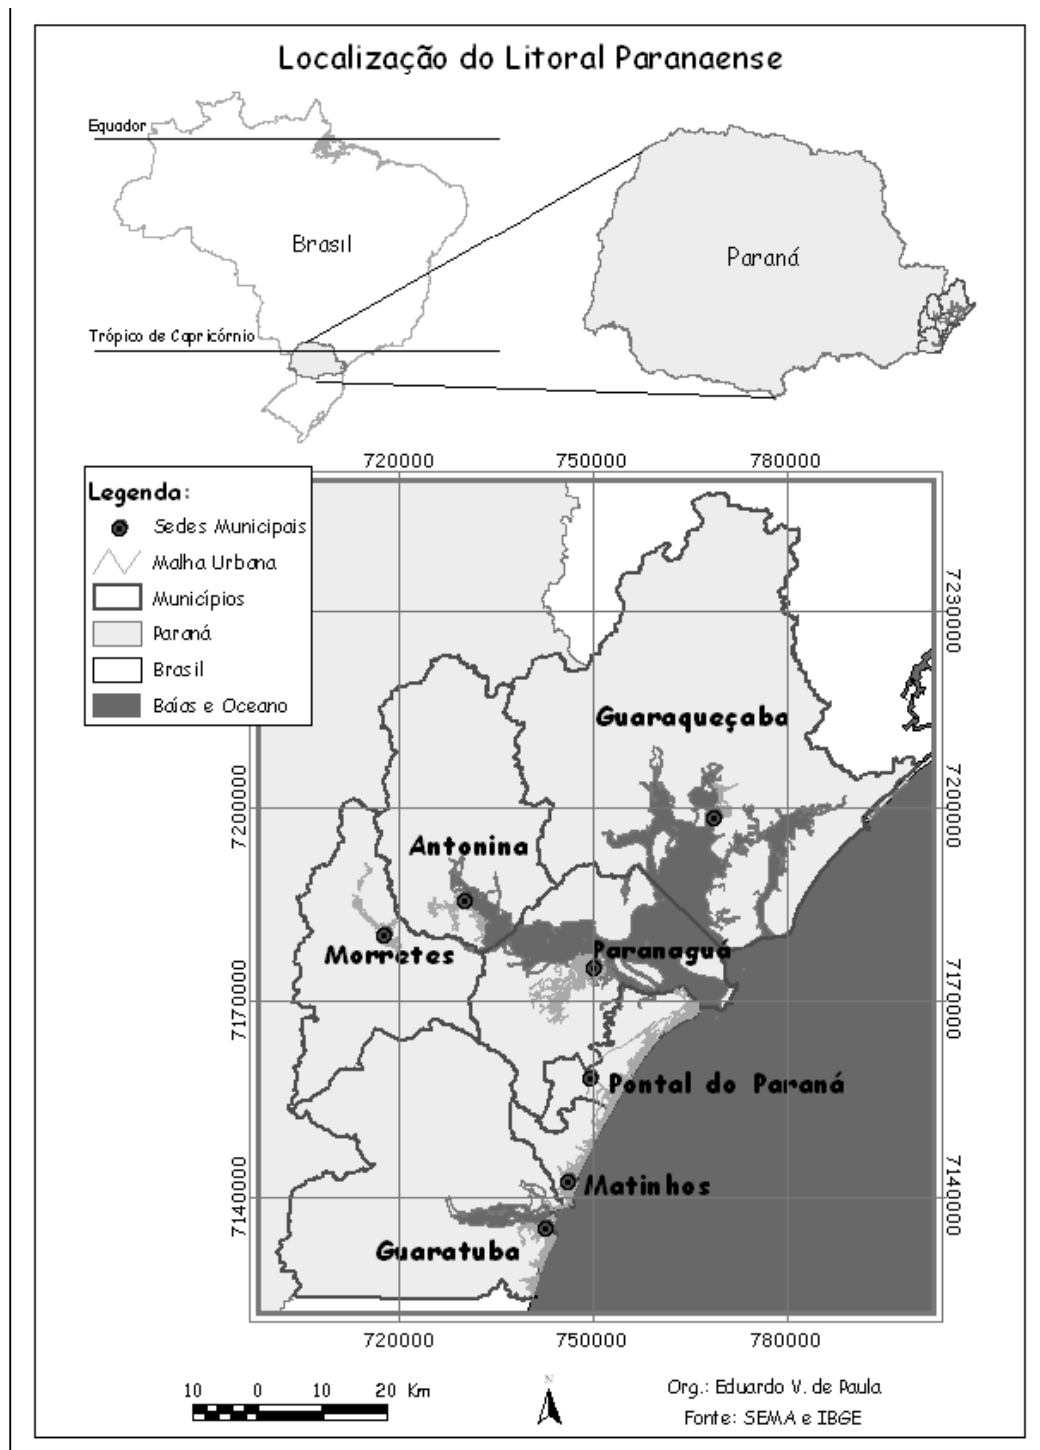 Localização do Litoral Paranaense
Equador
Brasil
Paraná
Trópico de Capricórnio
720000 750000 780000
Legenda:
Sedes Municipais
Malha Urbana
Municípios
Paraná
Brasil
Baías e Oceano
7230000
Guaraqueçaba
7200000 7200000
Antonina
Morretes
Paranaguá
7170000 7170000
Pontal do Paraná
Matinhos
7140000 7140000
Guaratuba
720000 750000 780000
10 0 10 20 Km
N
Org.: Eduardo V. de Paula
Fonte: SEMA e IBGE